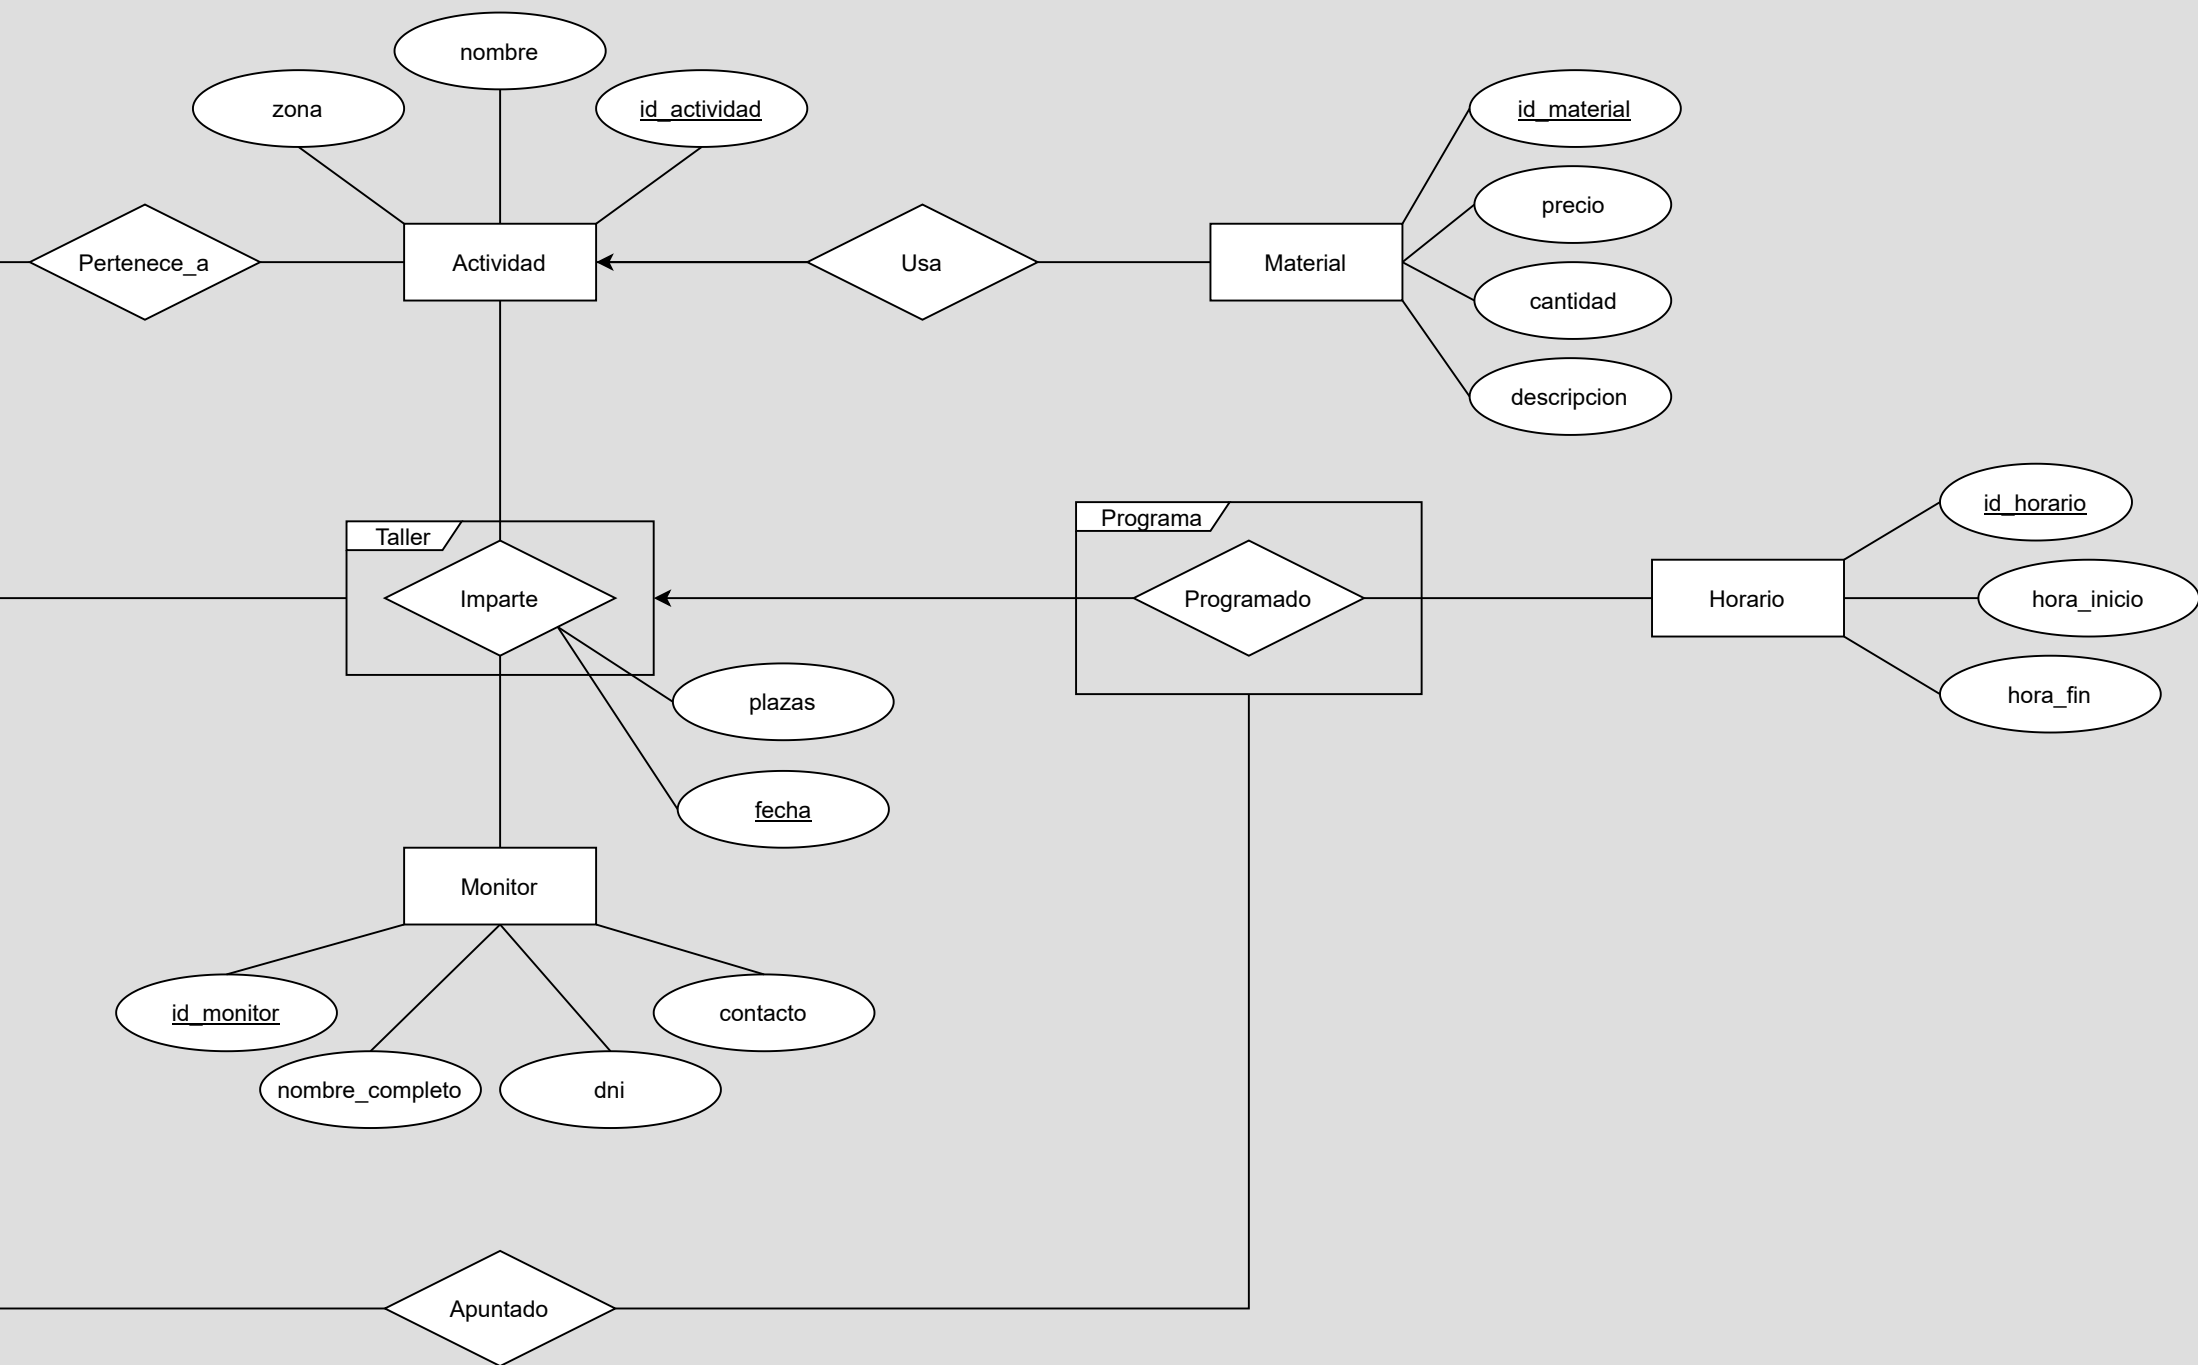 nombre
zona
id_actividad
id_material
precio
Pertenece_a
Actividad
Usa
Material
cantidad
descripcion
id_horario
Programa
Taller
Imparte
Programado
Horario
hora_inicio
plazas
hora_fin
fecha
Monitor
id_monitor
contacto
nombre_completo
dni
Apuntado